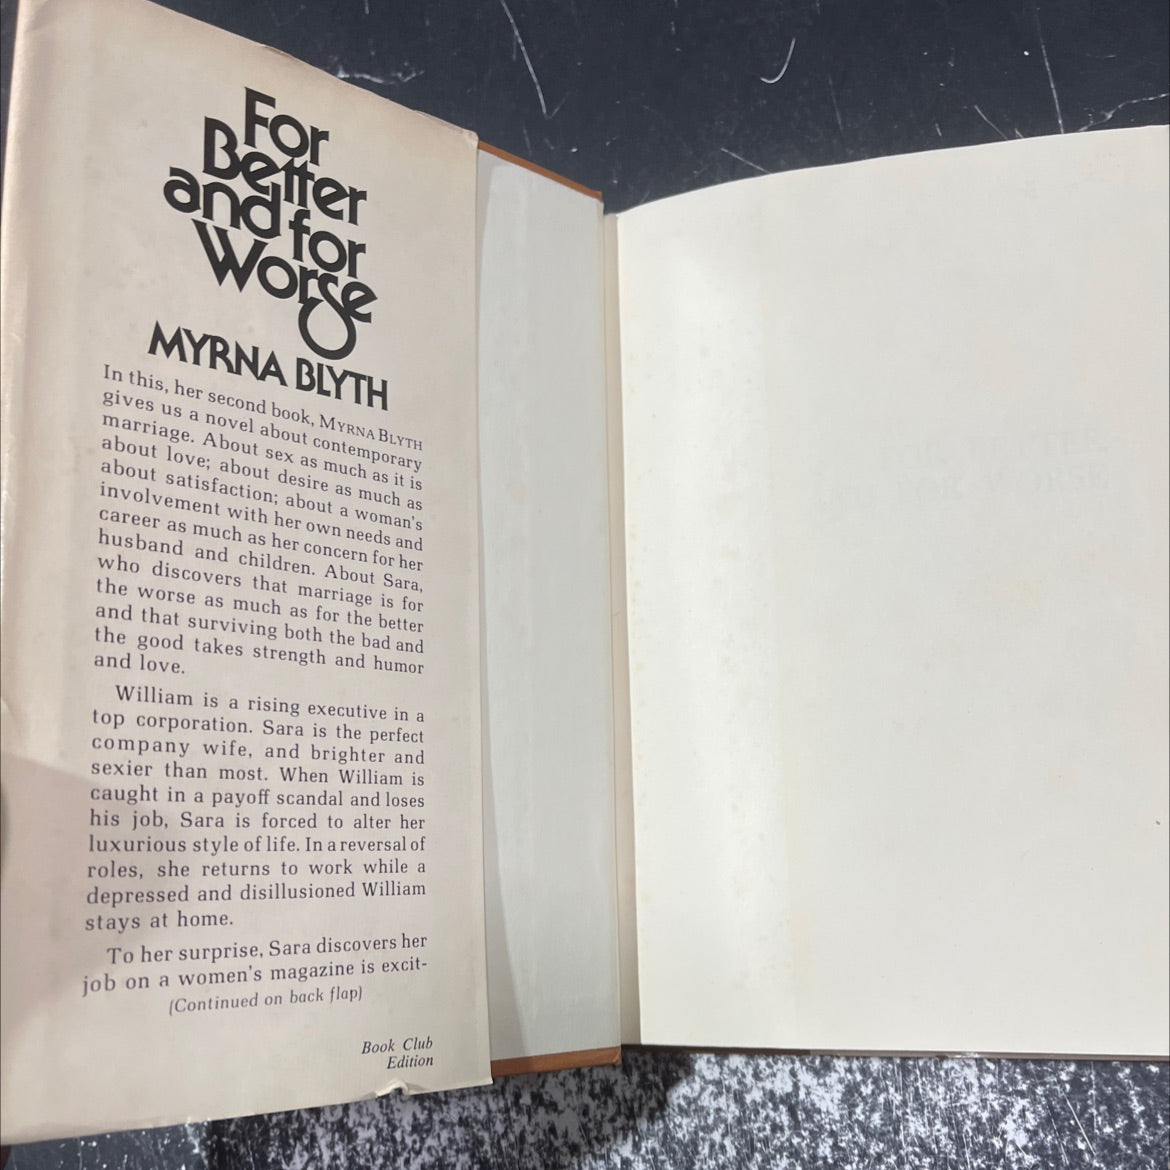 For
Better
and for
Worse
MYRNA BLYTH
In this, her second book, MYRNA BLYTH
gives us a novel about contemporary
marriage. About sex as much as it is
about love; about desire as much as
about satisfaction; about a woman's
involvement with her own needs and
career as much as her concern for her
husband and children. About Sara,
who discovers that marriage is for
the worse as much as for the better
and that surviving both the bad and
the good takes strength and humor
and love.
William is a rising executive in a
top corporation. Sara is the perfect
company wife, and brighter and
sexier than most. When William is
caught in a payoff scandal and loses
his job, Sara is forced to alter her
luxurious style of life. In a reversal of
roles, she returns to work while a
depressed and disillusioned William
stays at home.
To her surprise, Sara discovers her
job on a women's magazine is excit-
(Continued on back flap)
Book Club
Edition